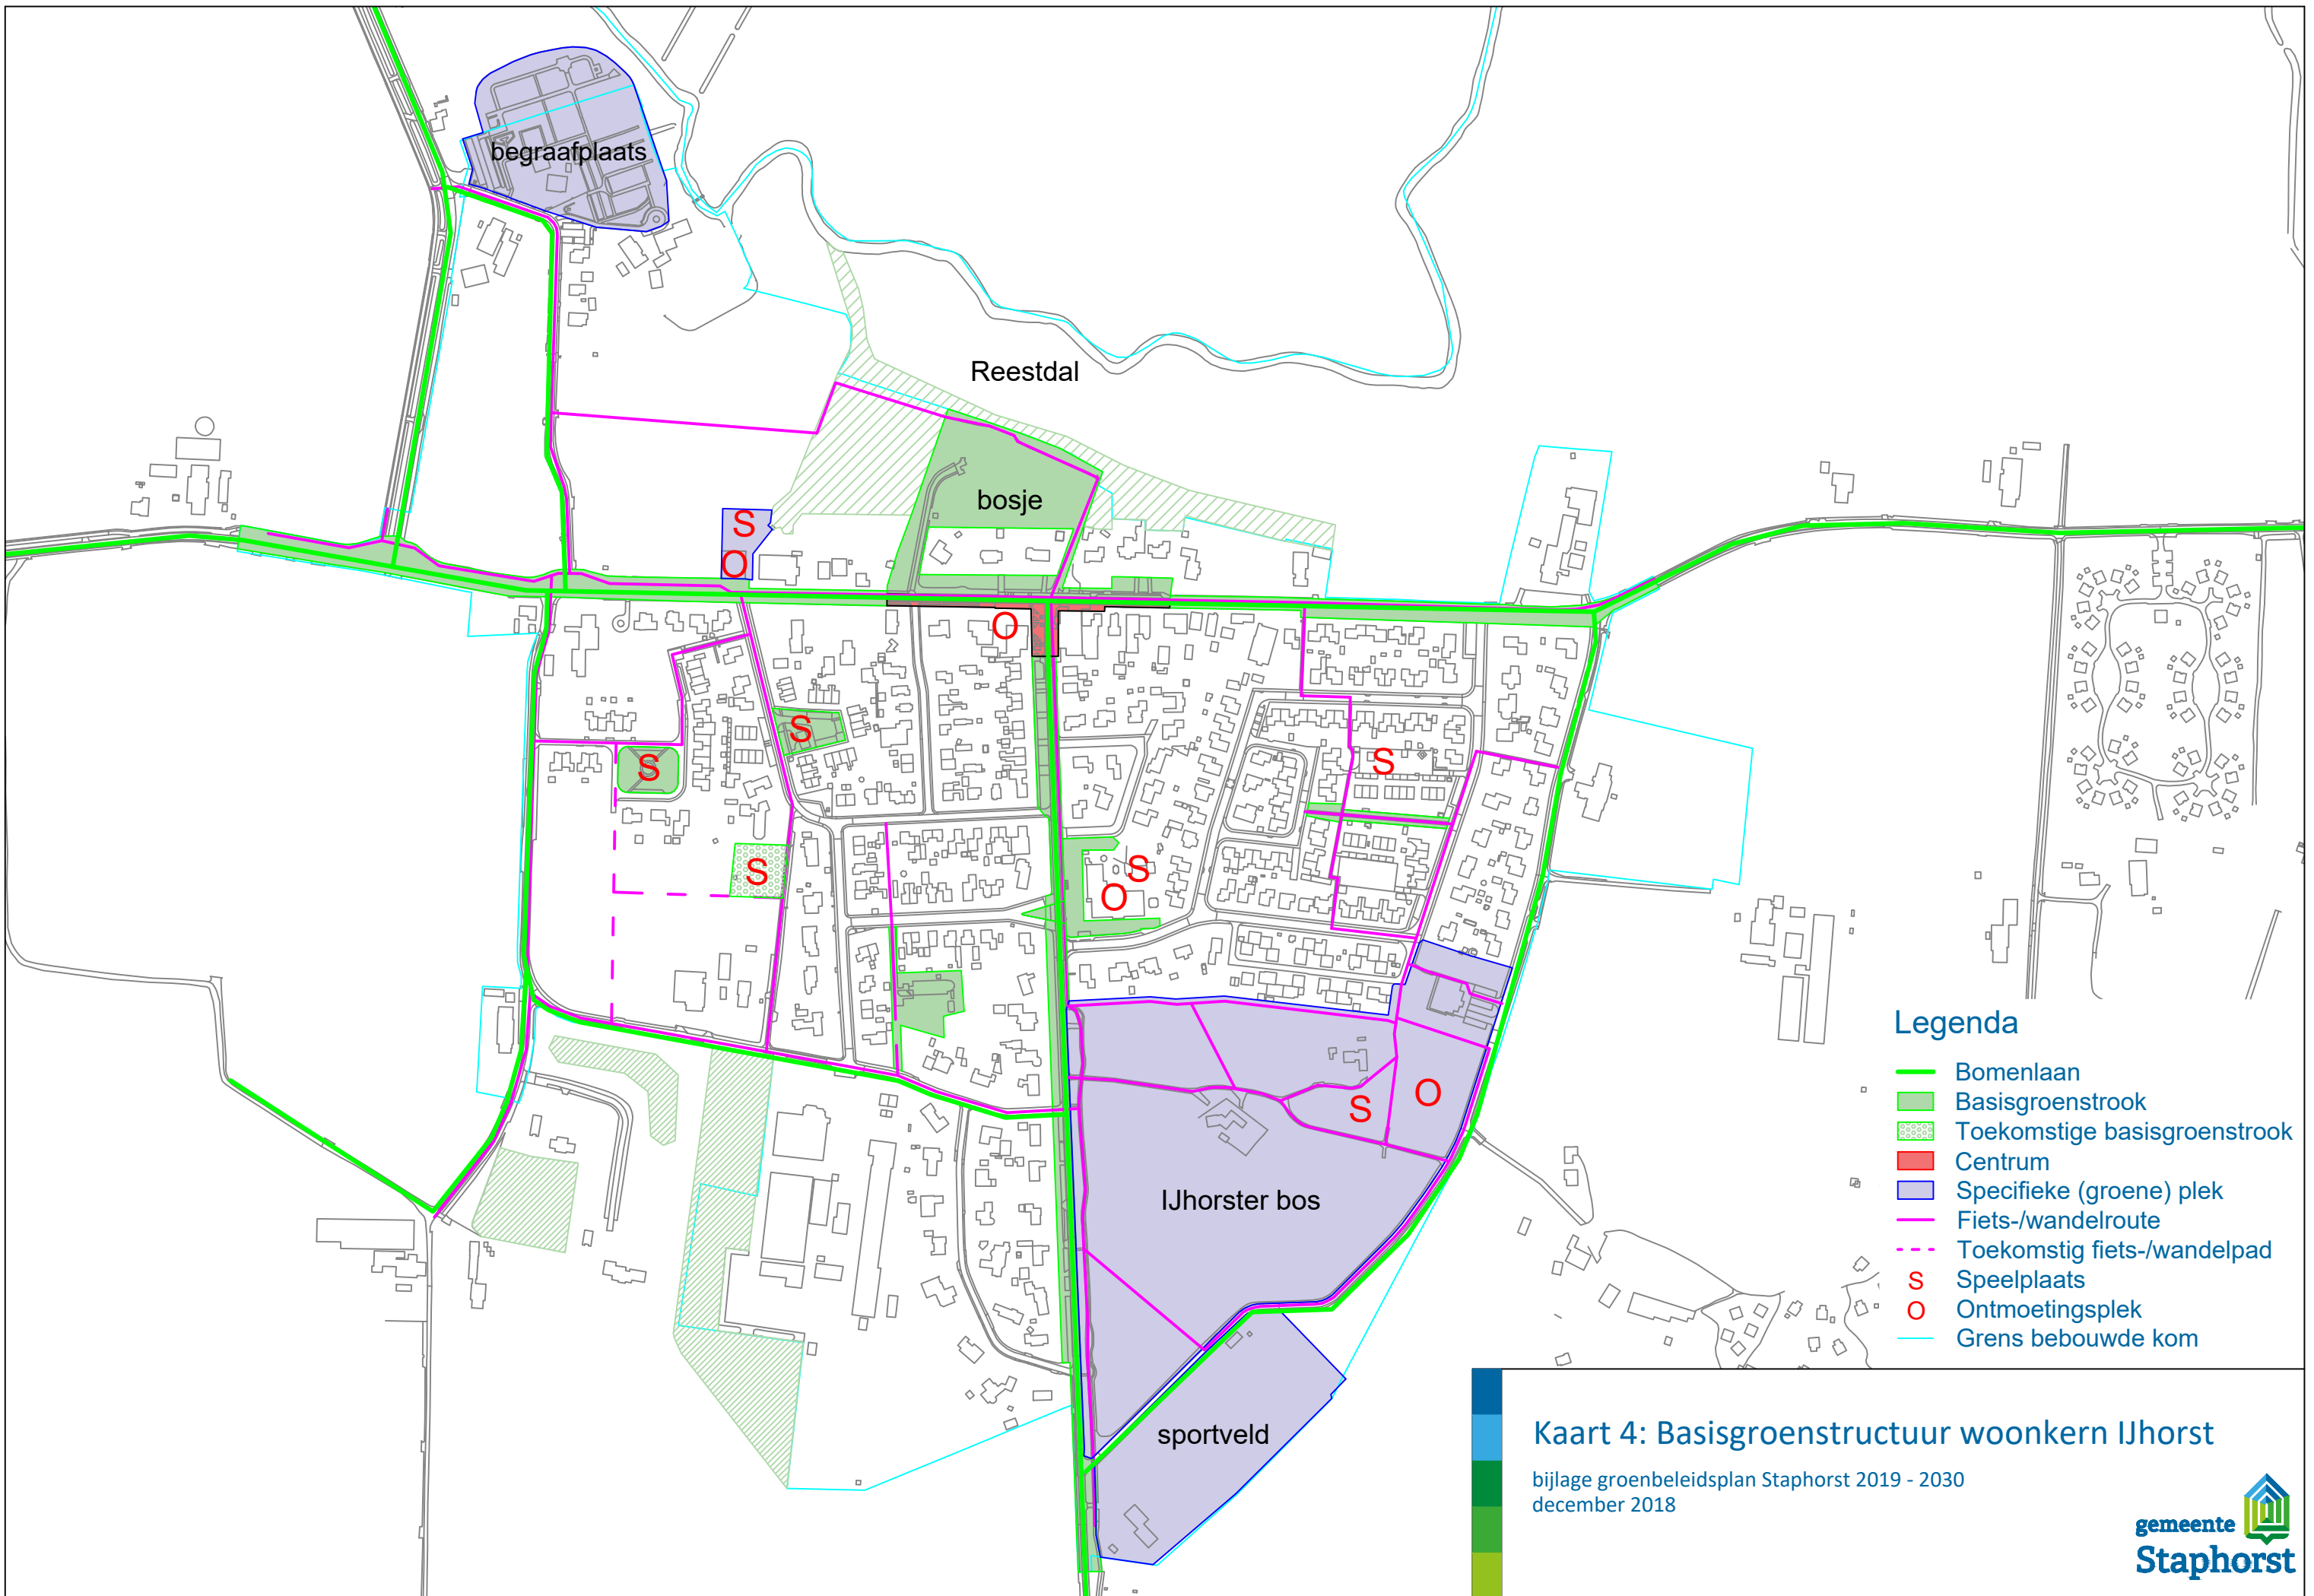 begraafplaats
Reestdal
bosje
S
O
O
S
S
S
S
S
O
S
O
IJhorster bos
sportveld
Legenda
Bomenlaan
Basisgroenstrook
Toekomstige basisgroenstrook
Centrum
Specifieke (groene) plek
Fiets-/wandelroute
Toekomstig fiets-/wandelpad
S Speelplaats
O Ontmoetingsplek
Grens bebouwde kom
Kaart 4: Basisgroenstructuur woonkern IJhorst
bijlage groenbeleidsplan Staphorst 2019 - 2030
december 2018
gemeente
Staphorst